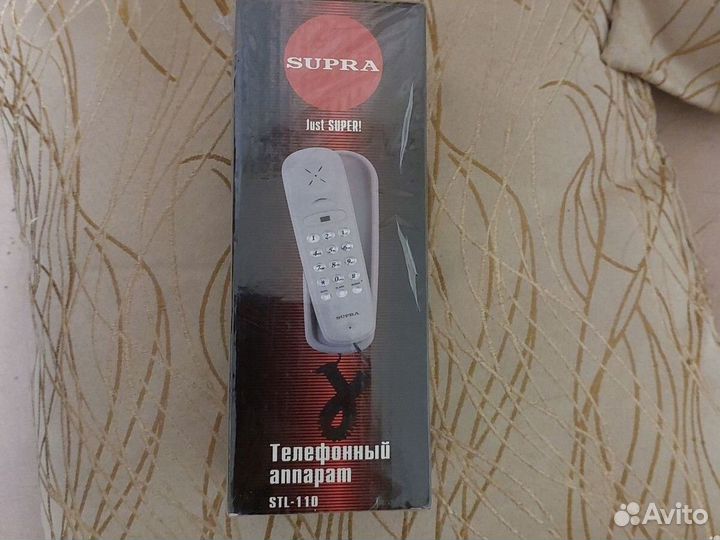 SUPRA
Just SUPER!
SUPRA
Телефонный
аппарат
STL-110
Avito